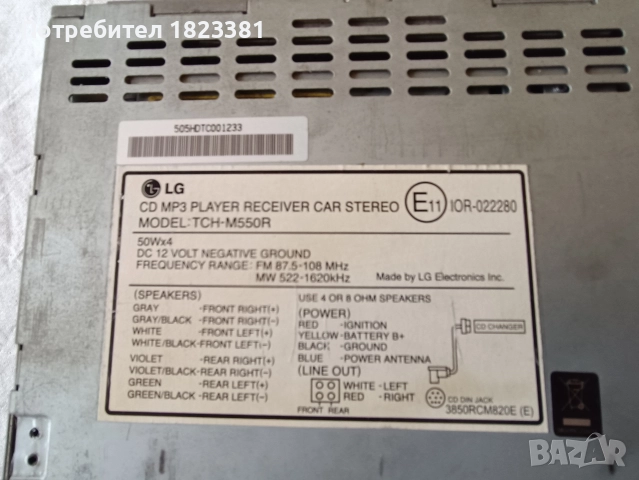 Потребител 1823381
505HDTC001233
LG
CD MP3 PLAYER RECEIVER CAR STEREO
MODEL:TCH-M550R
E11 IOR-022280
50Wx4
DC 12 VOLT NEGATIVE GROUND
FREQUENCY RANGE: FM 87.5-108 MHz
MW 522-1620kHz
Made by LG Electronics Inc.
(SPEAKERS)
GRAY -FRONT RIGHT(+)
GRAY/BLACK -FRONT RIGHT(-)
WHITE -FRONT LEFT(+)
WHITE/BLACK-FRONT LEFT(-)
VIOLET -REAR RIGHT(+)
VIOLET/BLACK-REAR RIGHT(-)
GREEN -REAR LEFT(+)
GREEN/BLACK -REAR LEFT(-)
USE 4 OR 8 OHM SPEAKERS
(POWER)
RED -IGNITION
YELLOW-BATTERY B+
BLACK -GROUND
BLUE -POWER ANTENNA
(LINE OUT)
WHITE -LEFT
RED -RIGHT
FRONT REAR
CD CHANGER
CD DIN JACK
3850RCM820E (E)
BAZAR